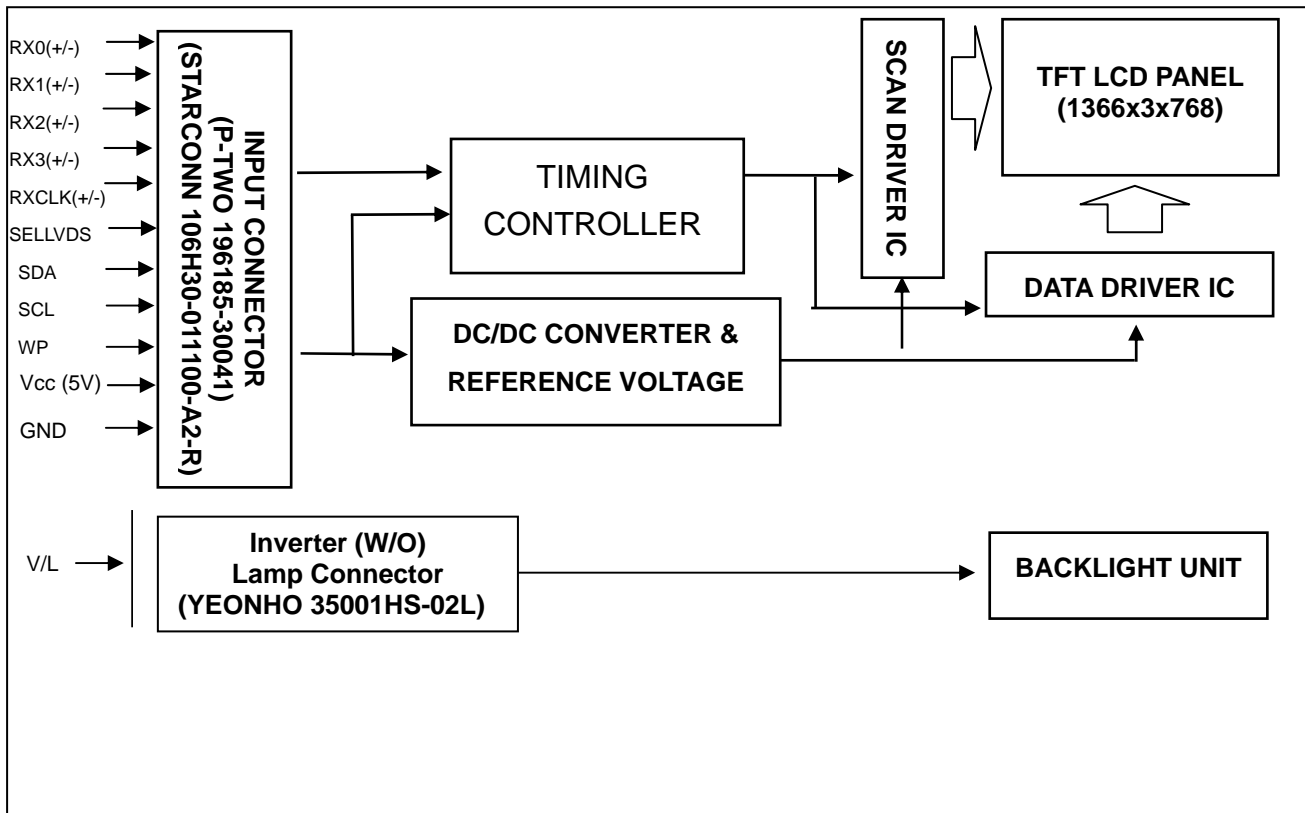 RX0(+/-)
RX1(+/-)
RX2(+/-)
RX3(+/-)
RXCLK(+/-)
SELLVDS
SDA
SCL
WP
Vcc (5V)
GND
INPUT CONNECTOR
(P-TWO 196185-30041)
(STARCONN 106H30-011100-A2-R)
TIMING
CONTROLLER
DC/DC CONVERTER &
REFERENCE VOLTAGE
SCAN DRIVER IC
TFT LCD PANEL
(1366x3x768)
DATA DRIVER IC
V/L
Inverter (W/O)
Lamp Connector
(YEONHO 35001HS-02L)
BACKLIGHT UNIT